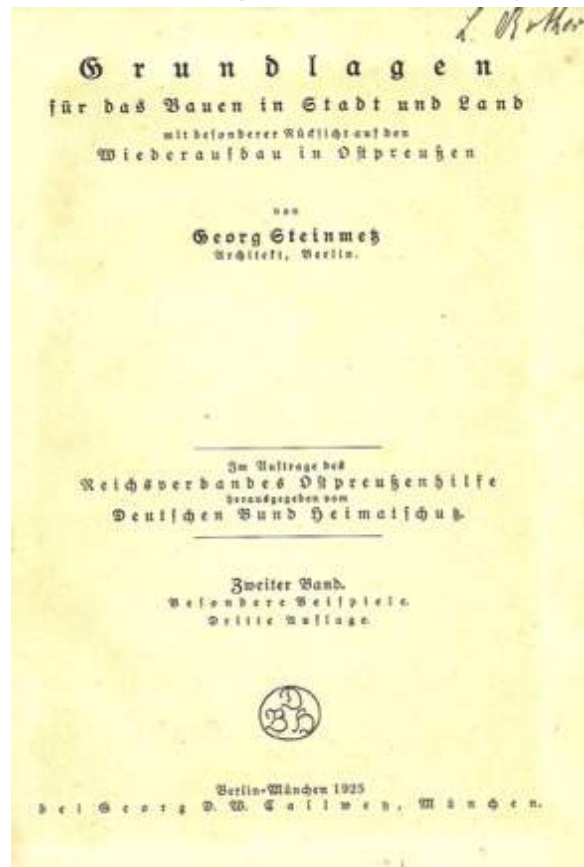 L.
Grundlagen
für das Bauen in Stadt und Land
mit besonderer Rücksicht auf den
Wiederaufbau in Ostpreußen
von
Georg Steinmetz
Architekt, Berlin.
Im Auftrage des
Reichsverbandes Ostpreußenhilfe
herausgegeben vom
Deutschen Bund Heimatschutz.
Zweiter Band.
Besondere Beispiele.
Dritte Auflage.
D
B H
Berlin-München 1925
bei Georg D. W. Callwey, München.